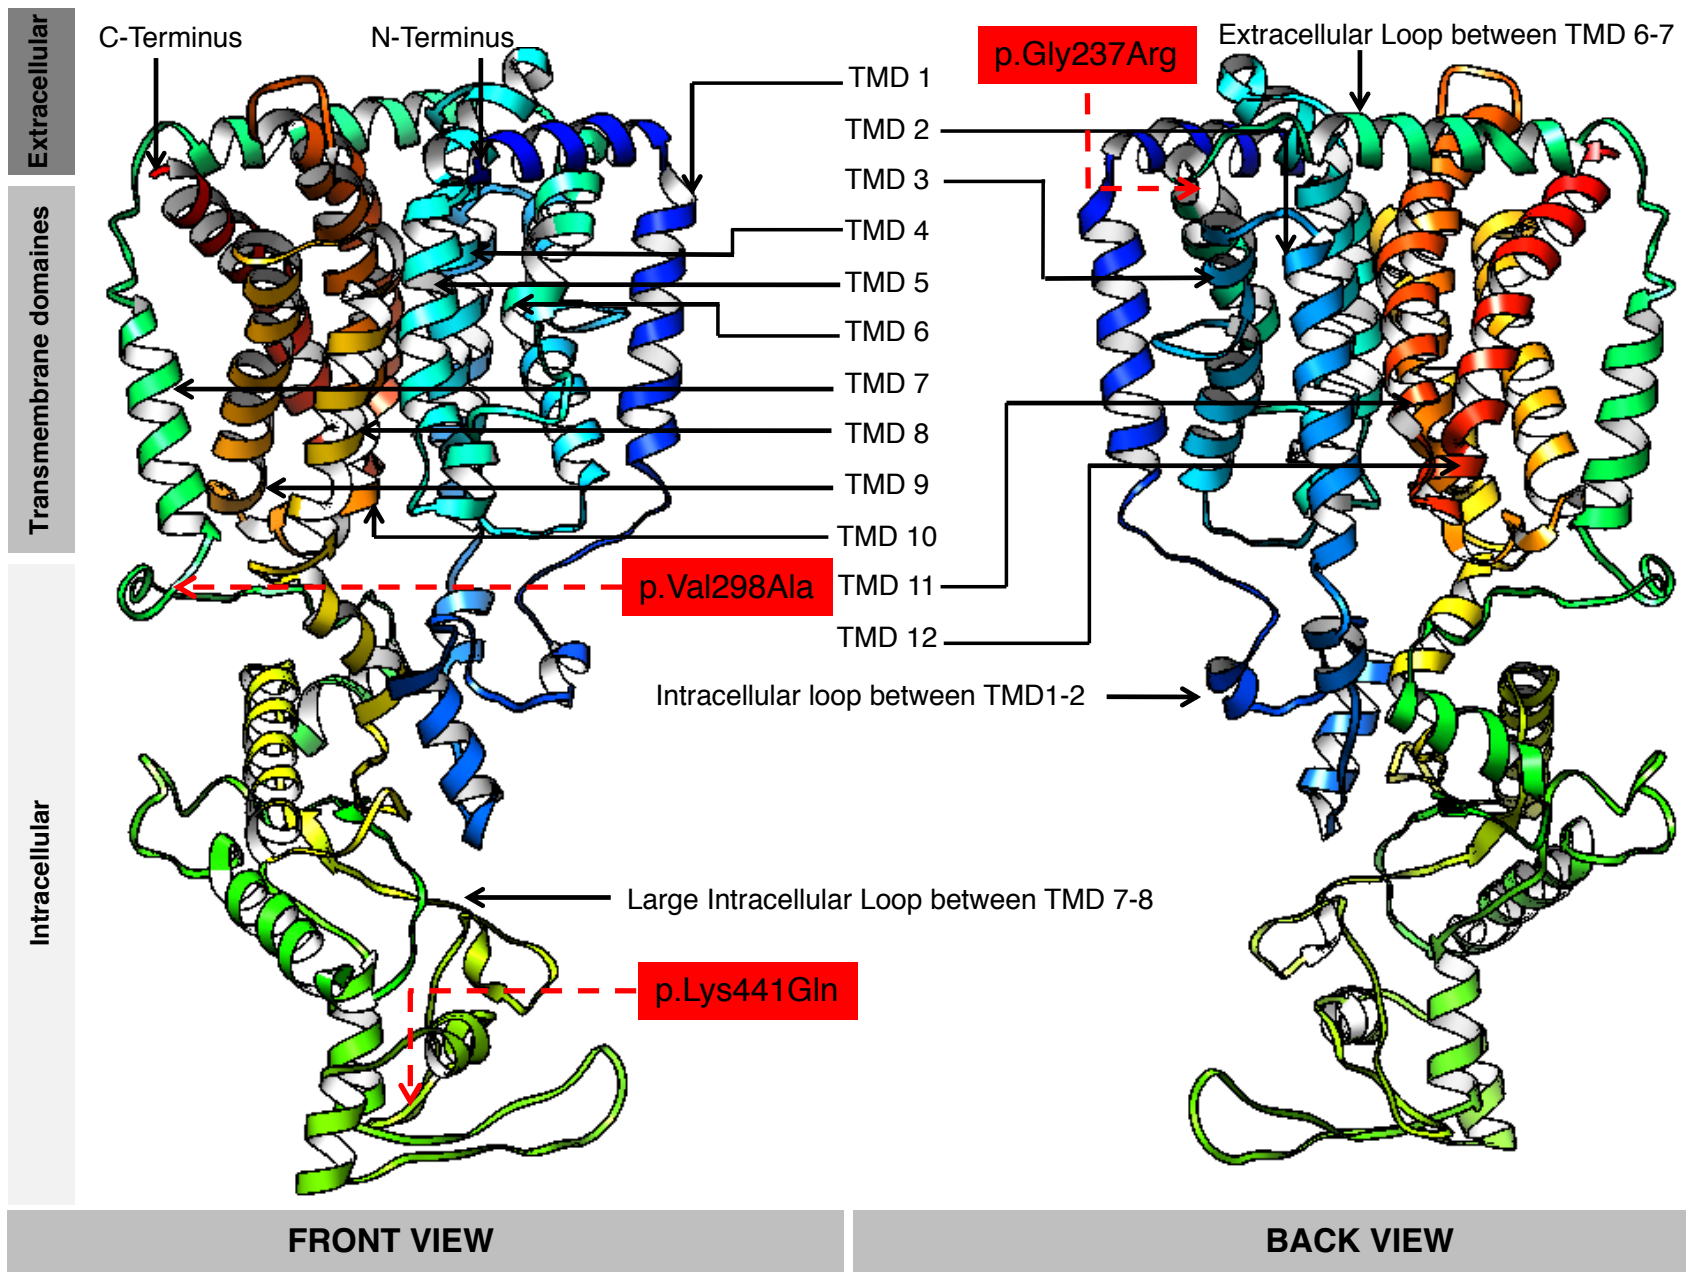 Extracellular
Transmembrane domaines
Intracellular
C-Terminus
N-Terminus
p.Gly237Arg
Extracellular Loop between TMD 6-7
TMD 1
TMD 2
TMD 3
TMD 4
TMD 5
TMD 6
TMD 7
TMD 8
TMD 9
TMD 10
p.Val298Ala
TMD 11
TMD 12
Intracellular loop between TMD1-2
Large Intracellular Loop between TMD 7-8
p.Lys441Gln
FRONT VIEW
BACK VIEW